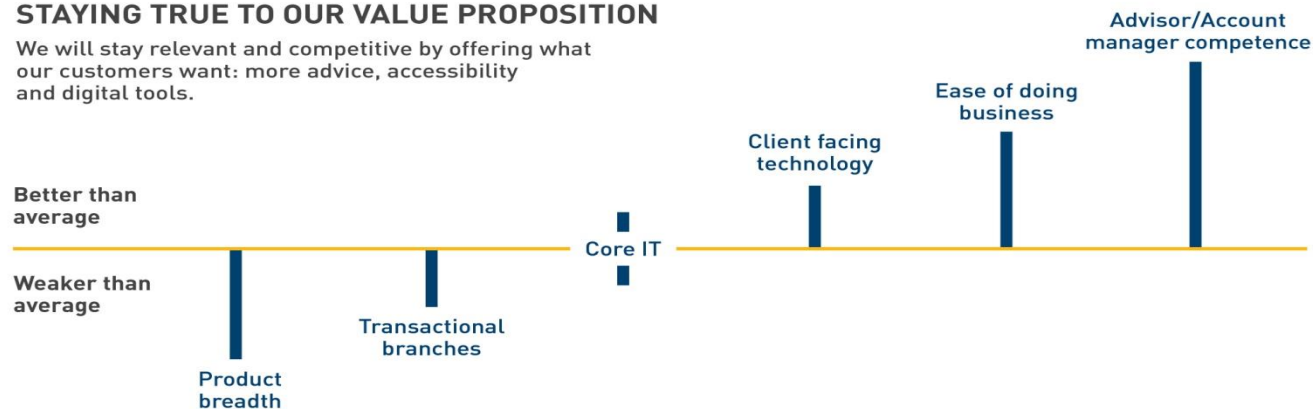 STAYING TRUE TO OUR VALUE PROPOSITION
We will stay relevant and competitive by offering what
our customers want: more advice, accessibility
and digital tools.
Advisor/Account
manager competence
Ease of doing
business
Client facing
technology
Better than
average
Core IT
Weaker than
average
Transactional
branches
Product
breadth